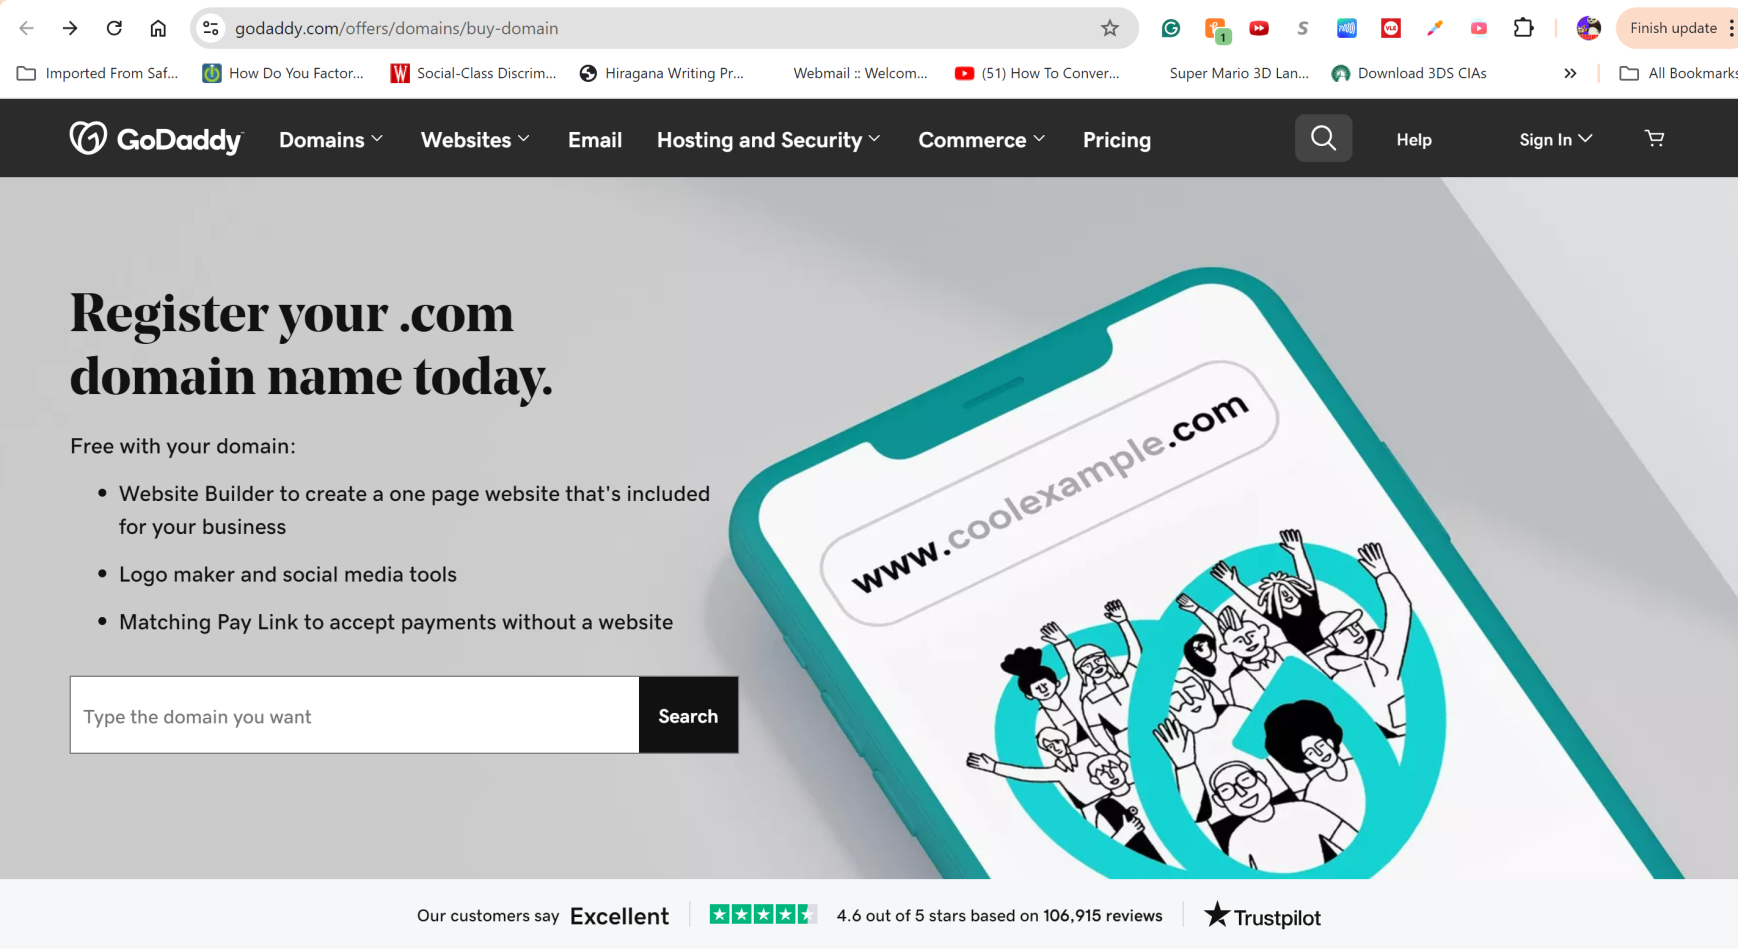 godaddy.com/offers/domains/buy-domain
1
VLE
Finish update
Imported From Saf...
How Do You Factor...
W Social-Class Discrim...
Hiragana Writing Pr...
Webmail :: Welcom...
(51) How To Conver...
Super Mario 3D Lan...
Download 3DS CIAs
»
All Bookmarks
GoDaddy
Domains
Websites
Email
Hosting and Security
Commerce
Pricing
Help
Sign In
Register your .com
domain name today.
Free with your domain:
• Website Builder to create a one page website that's included
for your business
• Logo maker and social media tools
• Matching Pay Link to accept payments without a website
Type the domain you want
Search
www.coolexample.com
Our customers say Excellent
4.6 out of 5 stars based on 106,915 reviews
Trustpilot